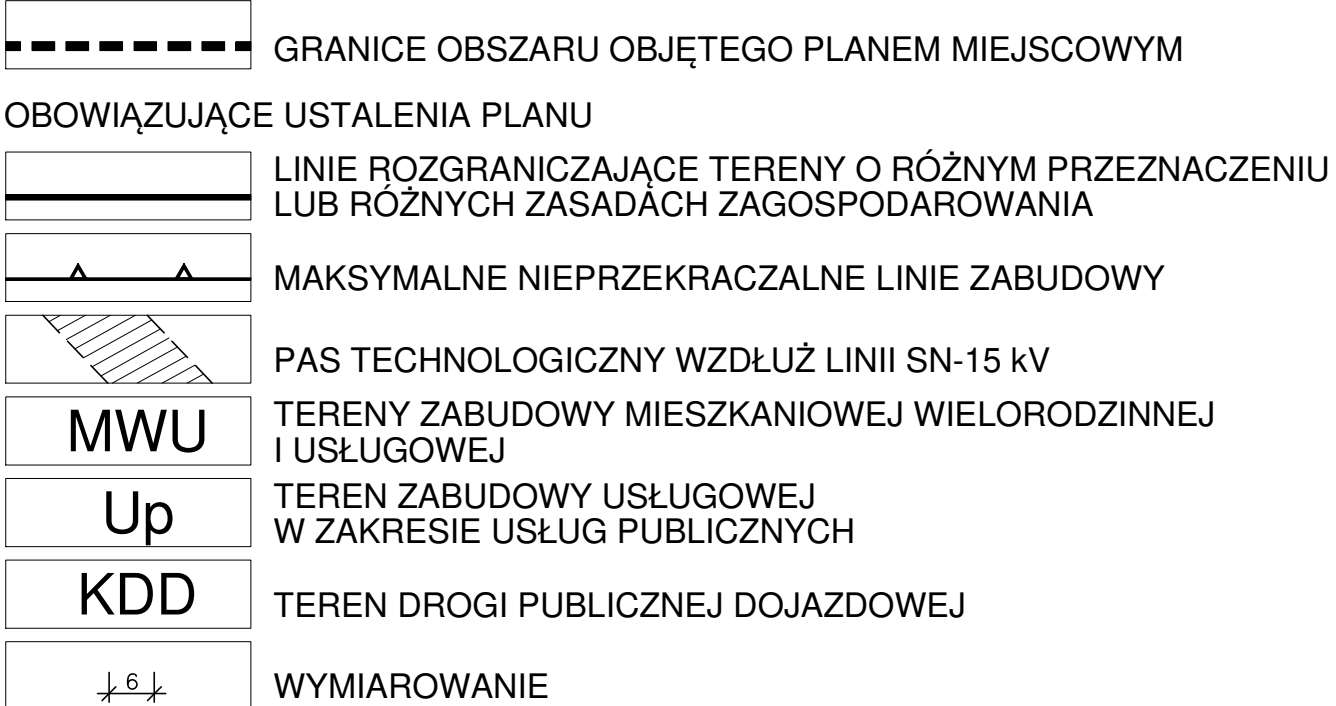 GRANICE OBSZARU OBJĘTEGO PLANEM MIEJSCOWYM
OBOWIĄZUJĄCE USTALENIA PLANU
LINIE ROZGRANICZAJĄCE TERENY O RÓŻNYM PRZEZNACZENIU
LUB RÓŻNYCH ZASADACH ZAGOSPODAROWANIA
MAKSYMALNE NIEPRZEKRACZALNE LINIE ZABUDOWY
PAS TECHNOLOGICZNY WZDŁUŻ LINII SN-15 kV
MWU
TERENY ZABUDOWY MIESZKANIOWEJ WIELORODZINNEJ
I USŁUGOWEJ
Up
TEREN ZABUDOWY USŁUGOWEJ
W ZAKRESIE USŁUG PUBLICZNYCH
KDD
TEREN DROGI PUBLICZNEJ DOJAZDOWEJ
6
WYMIAROWANIE